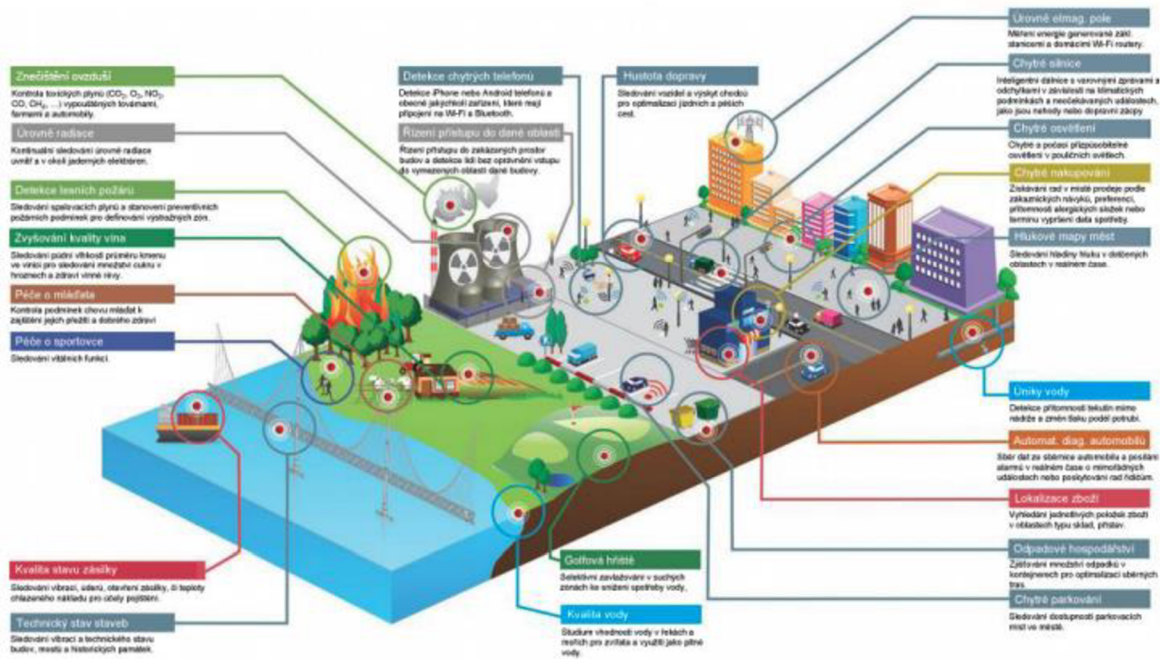 Znečištění ovzduší
Kontrola toxických plynů (CO₂, O₂, NO₂,
CO, CH₄, ...) vypouštěných továrnami,
farmami a automobily.
Úrovně radiace
Kontinuální sledování úrovně radiace
uvnitř a v okolí jaderných elektráren.
Detekce lesních požárů
Sledování spalovacích plynů a stanovení preventivních
požárních podmínek pro definování výstražných zón.
Zvyšování kvality vína
Sledování půdní vlhkosti průměru kmenu
ve vinici pro sledování množství cukru v
hroznech a zdraví vinné révy.
Péče o mláďata
Kontrola podmínek chovu mláďat k
zajištění jejich přežití a dobrého zdraví
Péče o sportovce
Sledování vitálních funkcí.
Kvalita stavu zásilky
Sledování vibrací, úderů, otevření zásilky, či teploty
chlazeného nákladu pro účely pojištění.
Technický stav staveb
Sledování vibrací a technického stavu
budov, mostů a historických památek.
Detekce chytrých telefonů
Detekce iPhone nebo Android telefonů a
obecně jakýchkoli zařízení, které mají
připojení na Wi-Fi a Bluetooth.
Řízení přístupu do dané oblasti
Řízení přístupu do zakázaných prostor
budov a detekce lidí bez oprávnění vstupu
do vymezených oblastí dané budovy.
Hustota dopravy
Sledování vozidel a výskyt chodců
pro optimalizaci jízdních a pěších
cest.
Golfová hřiště
Selektivní zavlažování v suchých
zónách ke snížení spotřeby vody,
Kvalita vody
Studium vhodnosti vody v řekách a
mořích pro zvířata a využití jako pitné
vody.
Úrovně elmag. pole
Měření energie generované zákl.
stanicemi a domácími Wi-Fi routery.
Chytré silnice
Inteligentní dálnice s varovnými zprávami a
odchylkami v závislosti na klimatických
podmínkách a neočekávaných událostech,
jako jsou nehody nebo dopravní zácpy
Chytré osvětlení
Chytré a počasí přizpůsobitelné
osvětlení v pouličních světlech.
Chytré nakupování
Získávání rad v místě prodeje podle
zákaznických návyků, preferencí,
přítomnosti alergických složek nebo
termínu vypršení data spotřeby.
Hlukové mapy měst
Sledování hladiny hluku v dotčených
oblastech v reálném čase.
Úniky vody
Detekce přítomnosti tekutin mimo
nádrže a změn tlaku podél potrubí.
Automat. diag. automobilů
Sběr dat ze sběrnice automobilu a posílání
alarmů v reálném čase o mimořádných
událostech nebo poskytování rad řidičům.
Lokalizace zboží
Vyhledání jednotlivých položek zboží
v oblastech typu sklad, přístav.
Odpadové hospodářství
Zjišťování množství odpadků v
kontejnerech pro optimalizaci sběrných
tras.
Chytré parkování
Sledování dostupnosti parkovacích
míst ve městě.